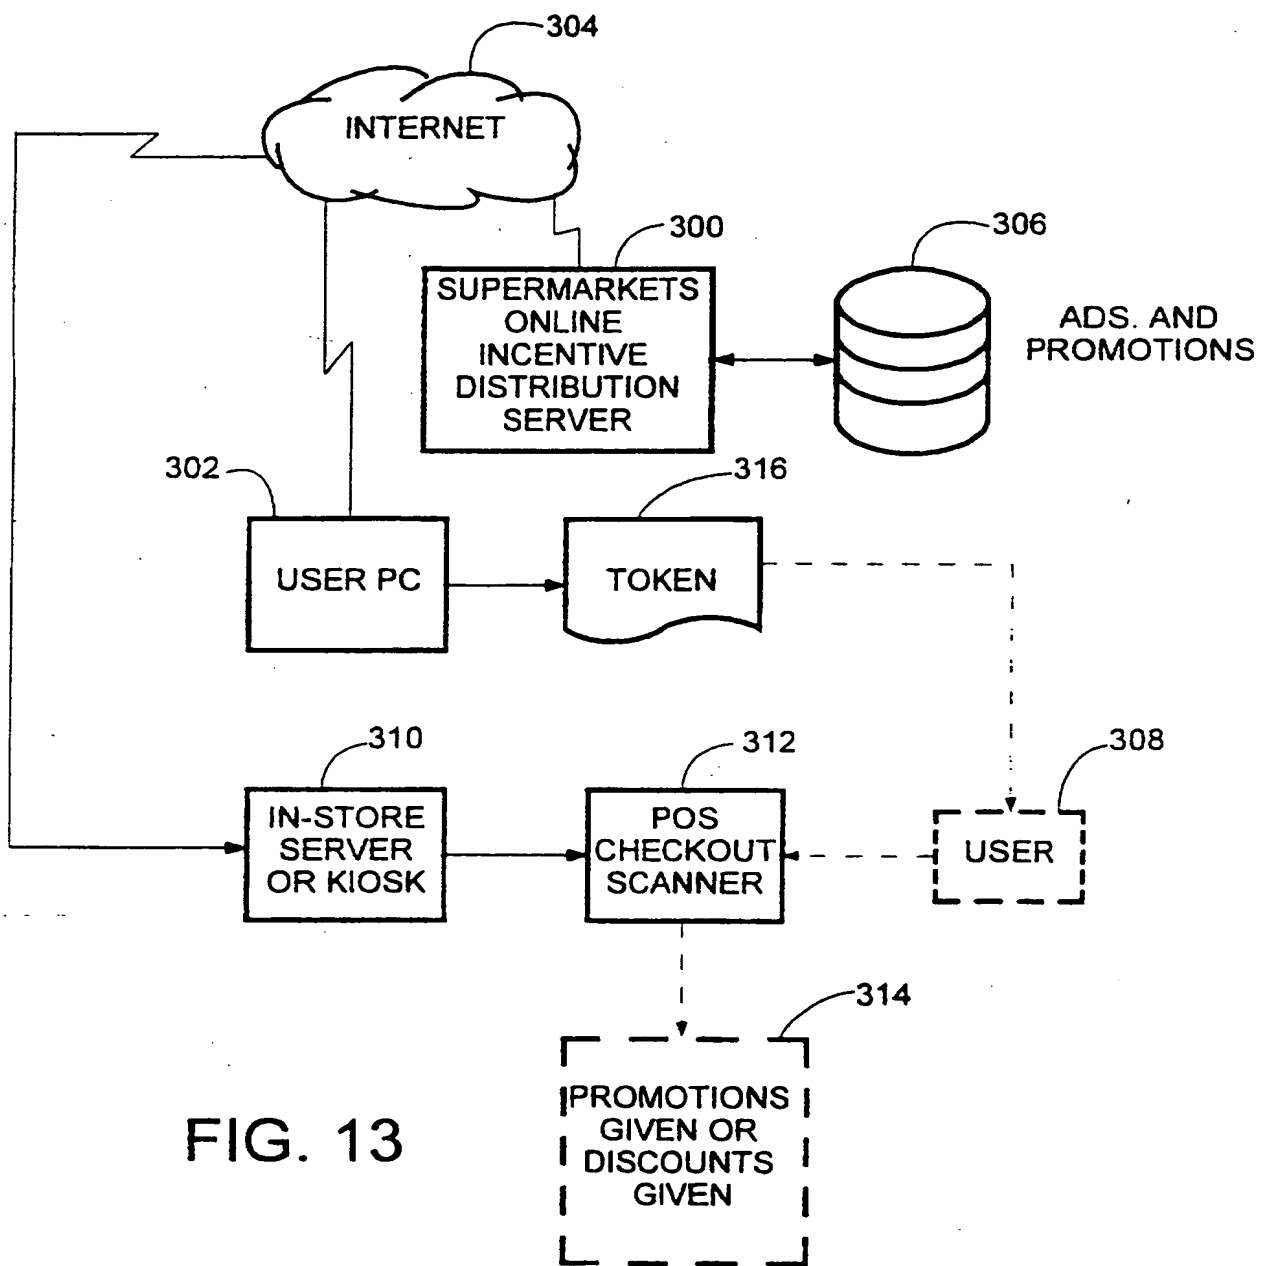 304
INTERNET
300
306
SUPERMARKETS
ONLINE
INCENTIVE
DISTRIBUTION
SERVER
ADS. AND
PROMOTIONS
302
316
USER PC
TOKEN
310
312
308
IN-STORE
SERVER
OR KIOSK
POS
CHECKOUT
SCANNER
USER
314
PROMOTIONS
GIVEN OR
DISCOUNTS
GIVEN
FIG. 13